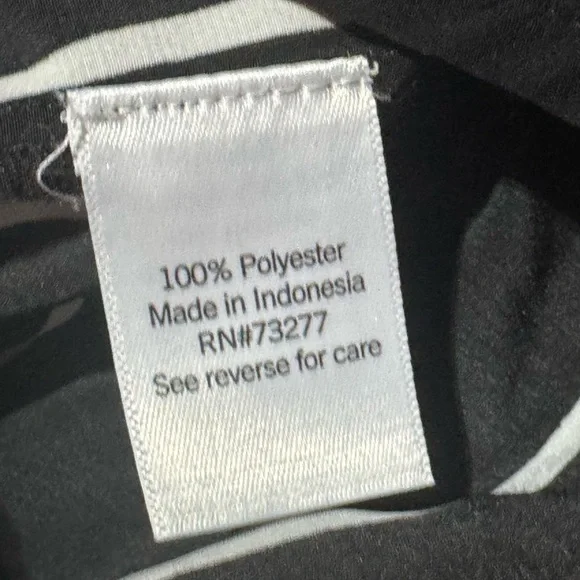 100% Polyester
Made in Indonesia
RN#73277
See reverse for care